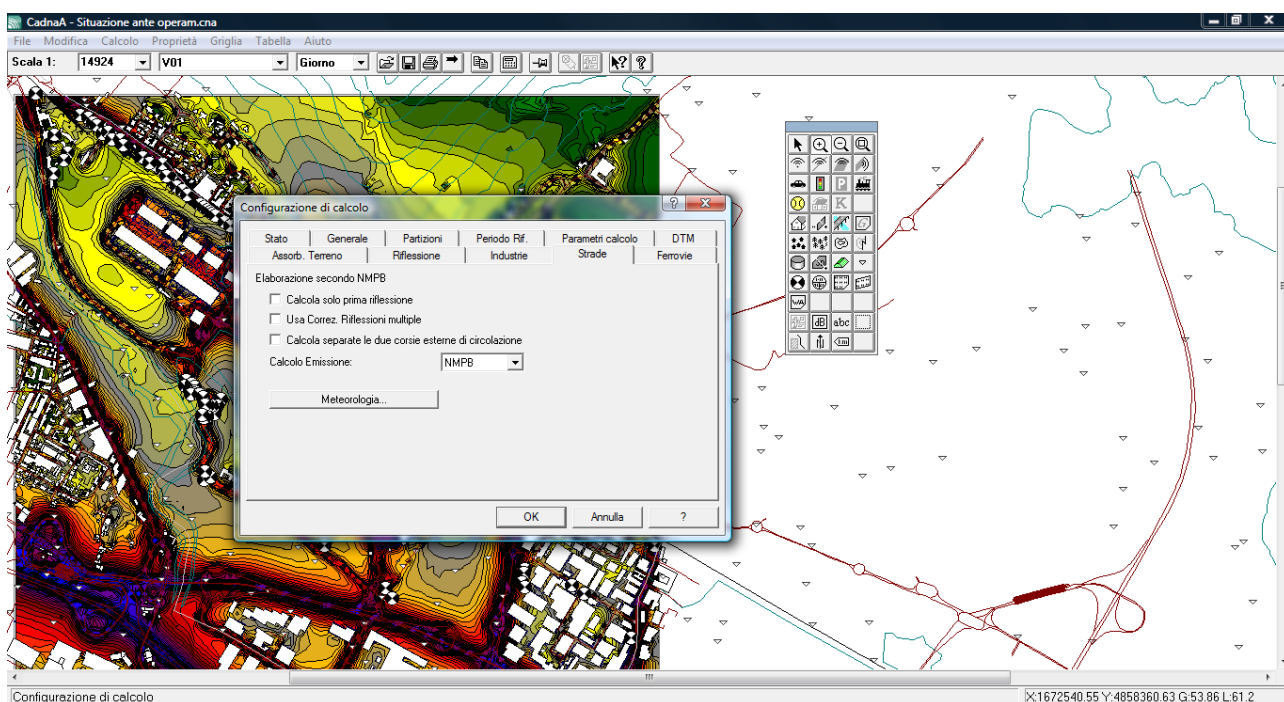 CadnaA - Situazione ante operam.cna
File Modifica Calcolo Proprietà Griglia Tabella Aiuto
Scala 1: 14924 V01 Giorno
Configurazione di calcolo
Stato Generale Partizioni Periodo Rif. Parametri calcolo DTM
Assorb. Terreno Riflessione Industrie Strade Ferrovie
Elaborazione secondo NMPB
Calcola solo prima riflessione
Usa Correz. Riflessioni multiple
Calcola separate le due corsie esterne di circolazione
Calcolo Emissione: NMPB
Meteorologia...
OK Annulla ?
P
K
dB abc
Configurazione di calcolo
X:1672540.55 Y:4858360.63 G:53.86 L:61.2